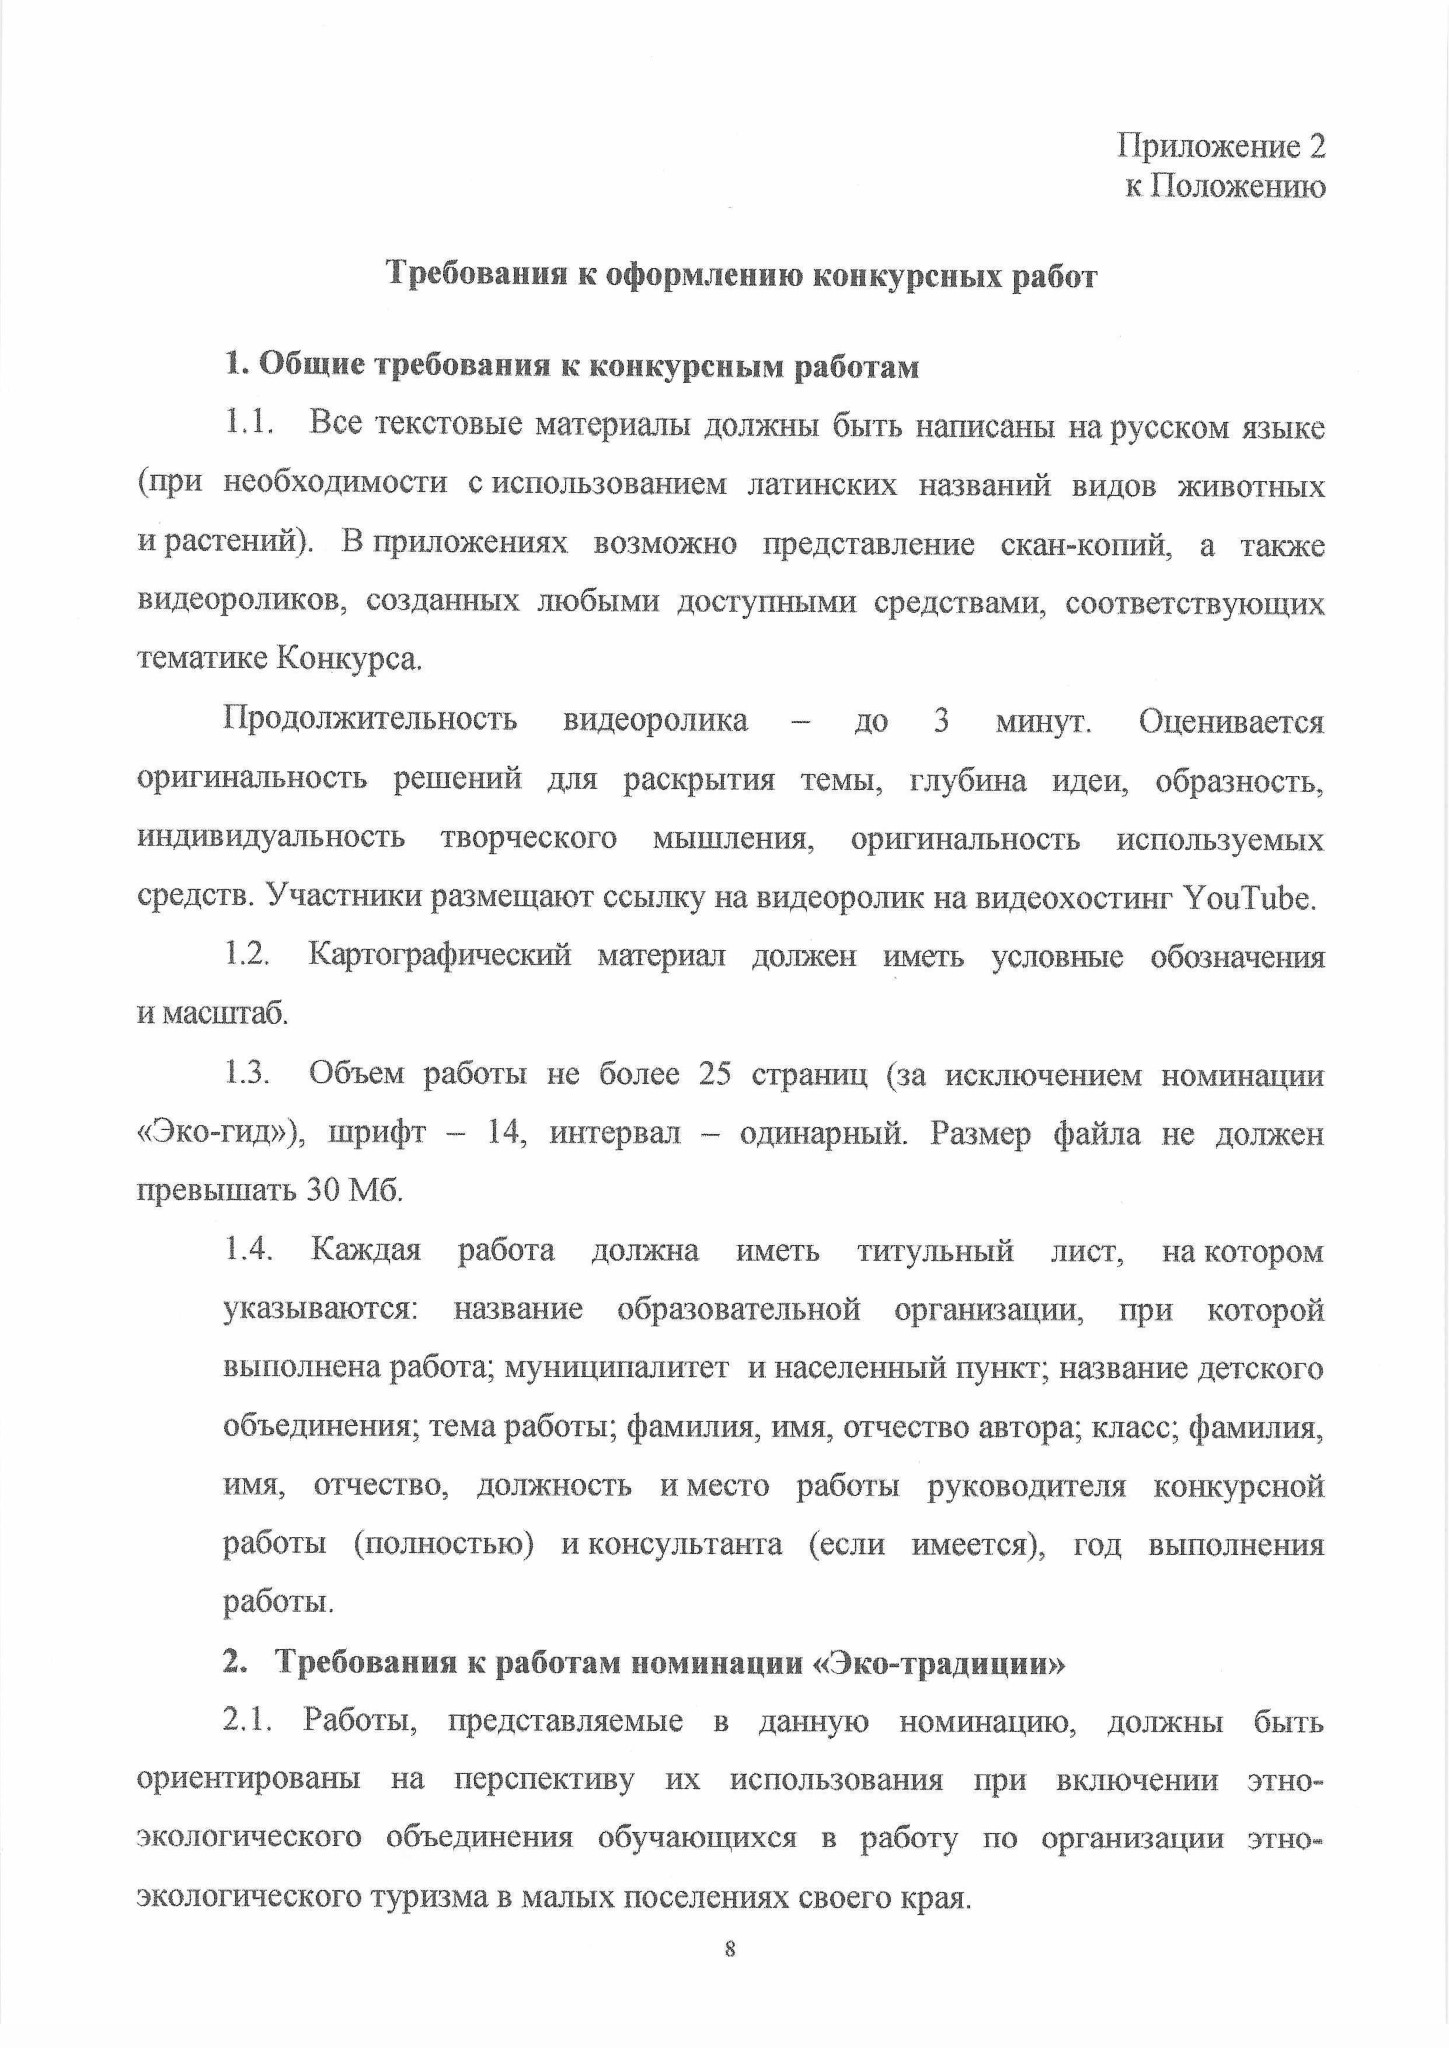 Приложение 2
к Положению
Требования к оформлению конкурсных работ
1. Общие требования к конкурсным работам
1.1. Все текстовые материалы должны быть написаны на русском языке
(при необходимости с использованием латинских названий видов животных
и растений). В приложениях возможно представление скан-копий, а также
видеороликов, созданных любыми доступными средствами, соответствующих
тематике Конкурса.
Продолжительность видеоролика – до 3 минут. Оценивается
оригинальность решений для раскрытия темы, глубина идеи, образность,
индивидуальность творческого мышления, оригинальность используемых
средств. Участники размещают ссылку на видеоролик на видеохостинг YouTube.
1.2. Картографический материал должен иметь условные обозначения
и масштаб.
1.3. Объем работы не более 25 страниц (за исключением номинации
«Эко-гид»), шрифт – 14, интервал – одинарный. Размер файла не должен
превышать 30 Мб.
1.4. Каждая работа должна иметь титульный лист, на котором
указываются: название образовательной организации, при которой
выполнена работа; муниципалитет и населенный пункт; название детского
объединения; тема работы; фамилия, имя, отчество автора; класс; фамилия,
имя, отчество, должность и место работы руководителя конкурсной
работы (полностью) и консультанта (если имеется), год выполнения
работы.
2. Требования к работам номинации «Эко-традиции»
2.1. Работы, представляемые в данную номинацию, должны быть
ориентированы на перспективу их использования при включении этно-
экологического объединения обучающихся в работу по организации этно-
экологического туризма в малых поселениях своего края.
8